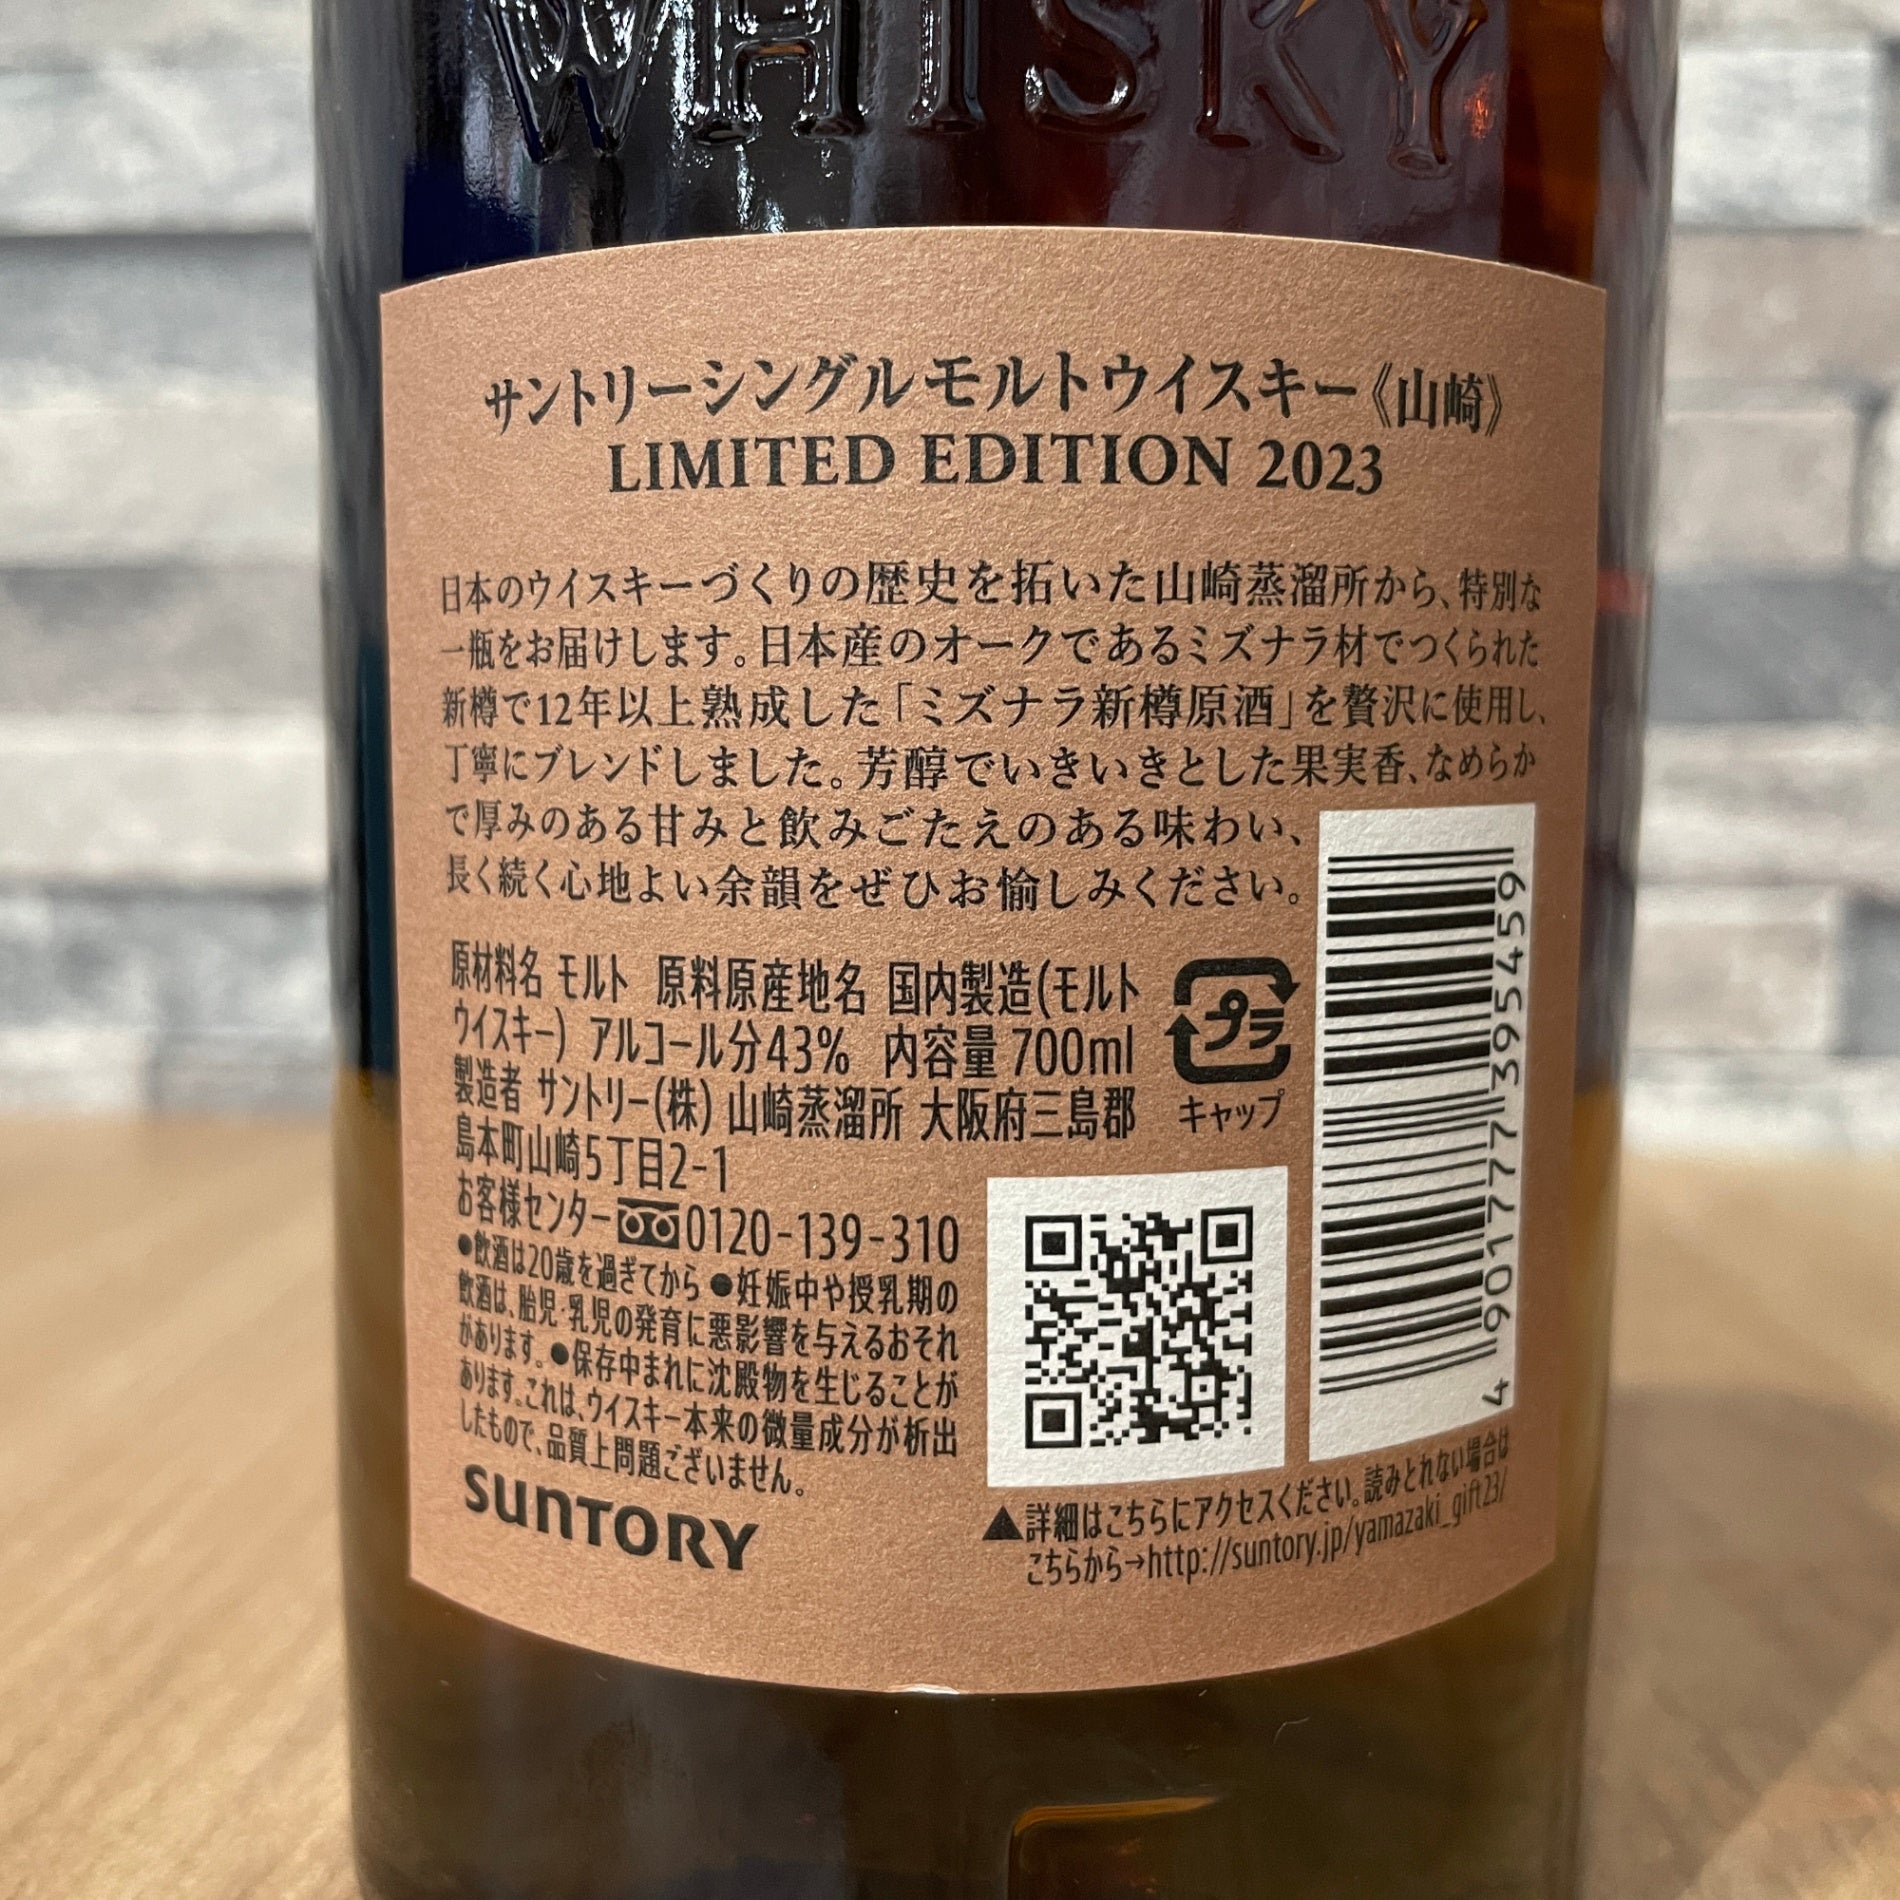 WHISKY
サントリーシングルモルトウイスキー《山崎》
LIMITED EDITION 2023
日本のウイスキーづくりの歴史を拓いた山崎蒸溜所から、特別な
一瓶をお届けします。日本産のオークであるミズナラ材でつくられた
新樽で12年以上熟成した「ミズナラ新樽原酒」を贅沢に使用し、
丁寧にブレンドしました。芳醇でいきいきとした果実香、なめらか
で厚みのある甘みと飲みごたえのある味わい、
長く続く心地よい余韻をぜひお愉しみください。
原材料名 モルト 原料原産地名 国内製造(モルト
ウイスキー) アルコール分43% 内容量 700ml
製造者 サントリー(株) 山崎蒸溜所 大阪府三島郡
島本町山崎5丁目2-1
お客様センター 0120-139-310
●飲酒は20歳を過ぎてから ●妊娠中や授乳期の
飲酒は、胎児・乳児の発育に悪影響を与えるおそれ
があります。●保存中まれに沈殿物を生じることが
あります。これは、ウイスキー本来の微量成分が析出
したもので、品質上問題ございません。
SUNTORY
プラ
キャップ
4 901777 395459
▲詳細はこちらにアクセスください。読みとれない場合は
こちらから→http://suntory.jp/yamazaki_gift23/